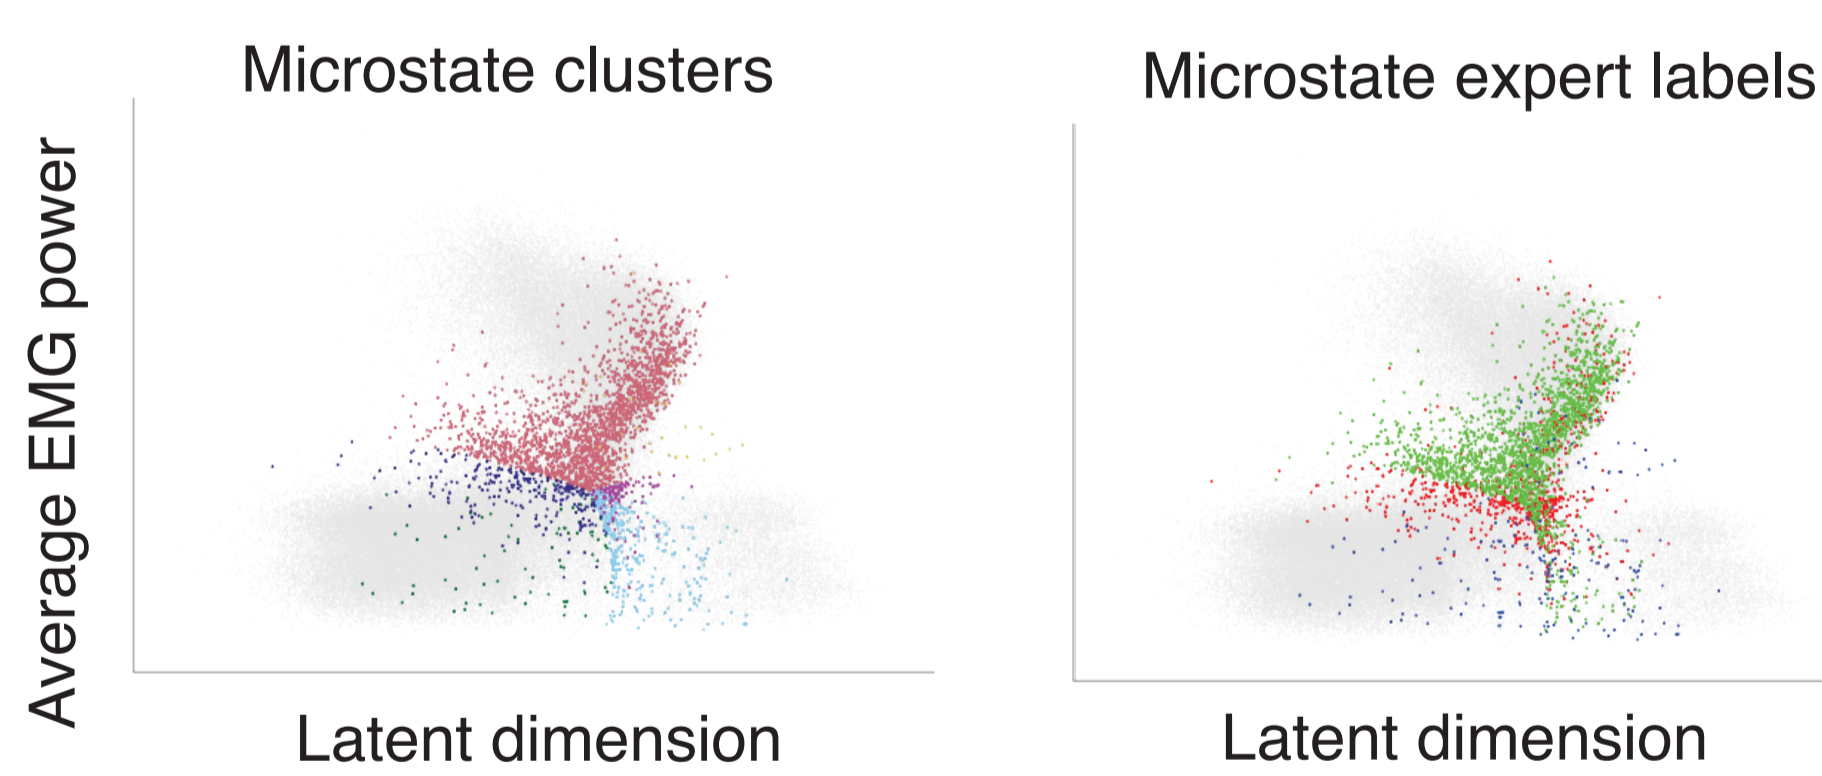 Microstate clusters
Microstate expert labels
Average EMG power
Latent dimension
Latent dimension